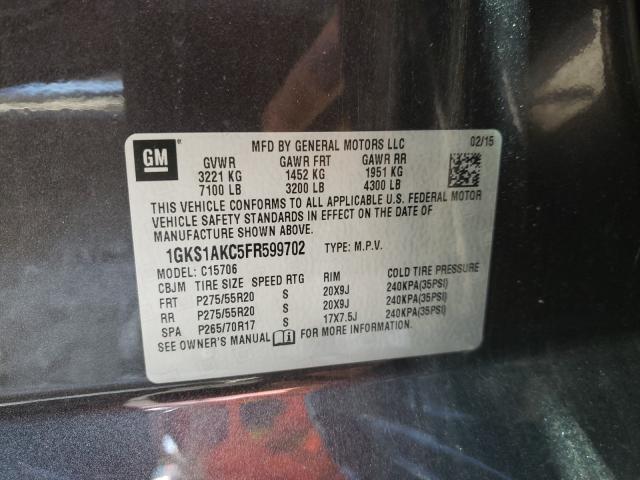 GM
MFD BY GENERAL MOTORS LLC 02/15
GVWR GAWR FRT GAWR RR
3221 KG 1452 KG 1951 KG
7100 LB 3200 LB 4300 LB
THIS VEHICLE CONFORMS TO ALL APPLICABLE U.S. FEDERAL MOTOR
VEHICLE SAFETY STANDARDS IN EFFECT ON THE DATE OF
MANUFACTURE SHOWN ABOVE.
1GKS1AKC5FR599702 TYPE: M.P.V.
MODEL: C15706
CBJM TIRE SIZE SPEED RTG RIM COLD TIRE PRESSURE
FRT P275/55R20 S 20X9J 240KPA(35PSI)
RR P275/55R20 S 20X9J 240KPA(35PSI)
SPA P265/70R17 S 17X7.5J 240KPA(35PSI)
SEE OWNER'S MANUAL FOR MORE INFORMATION.